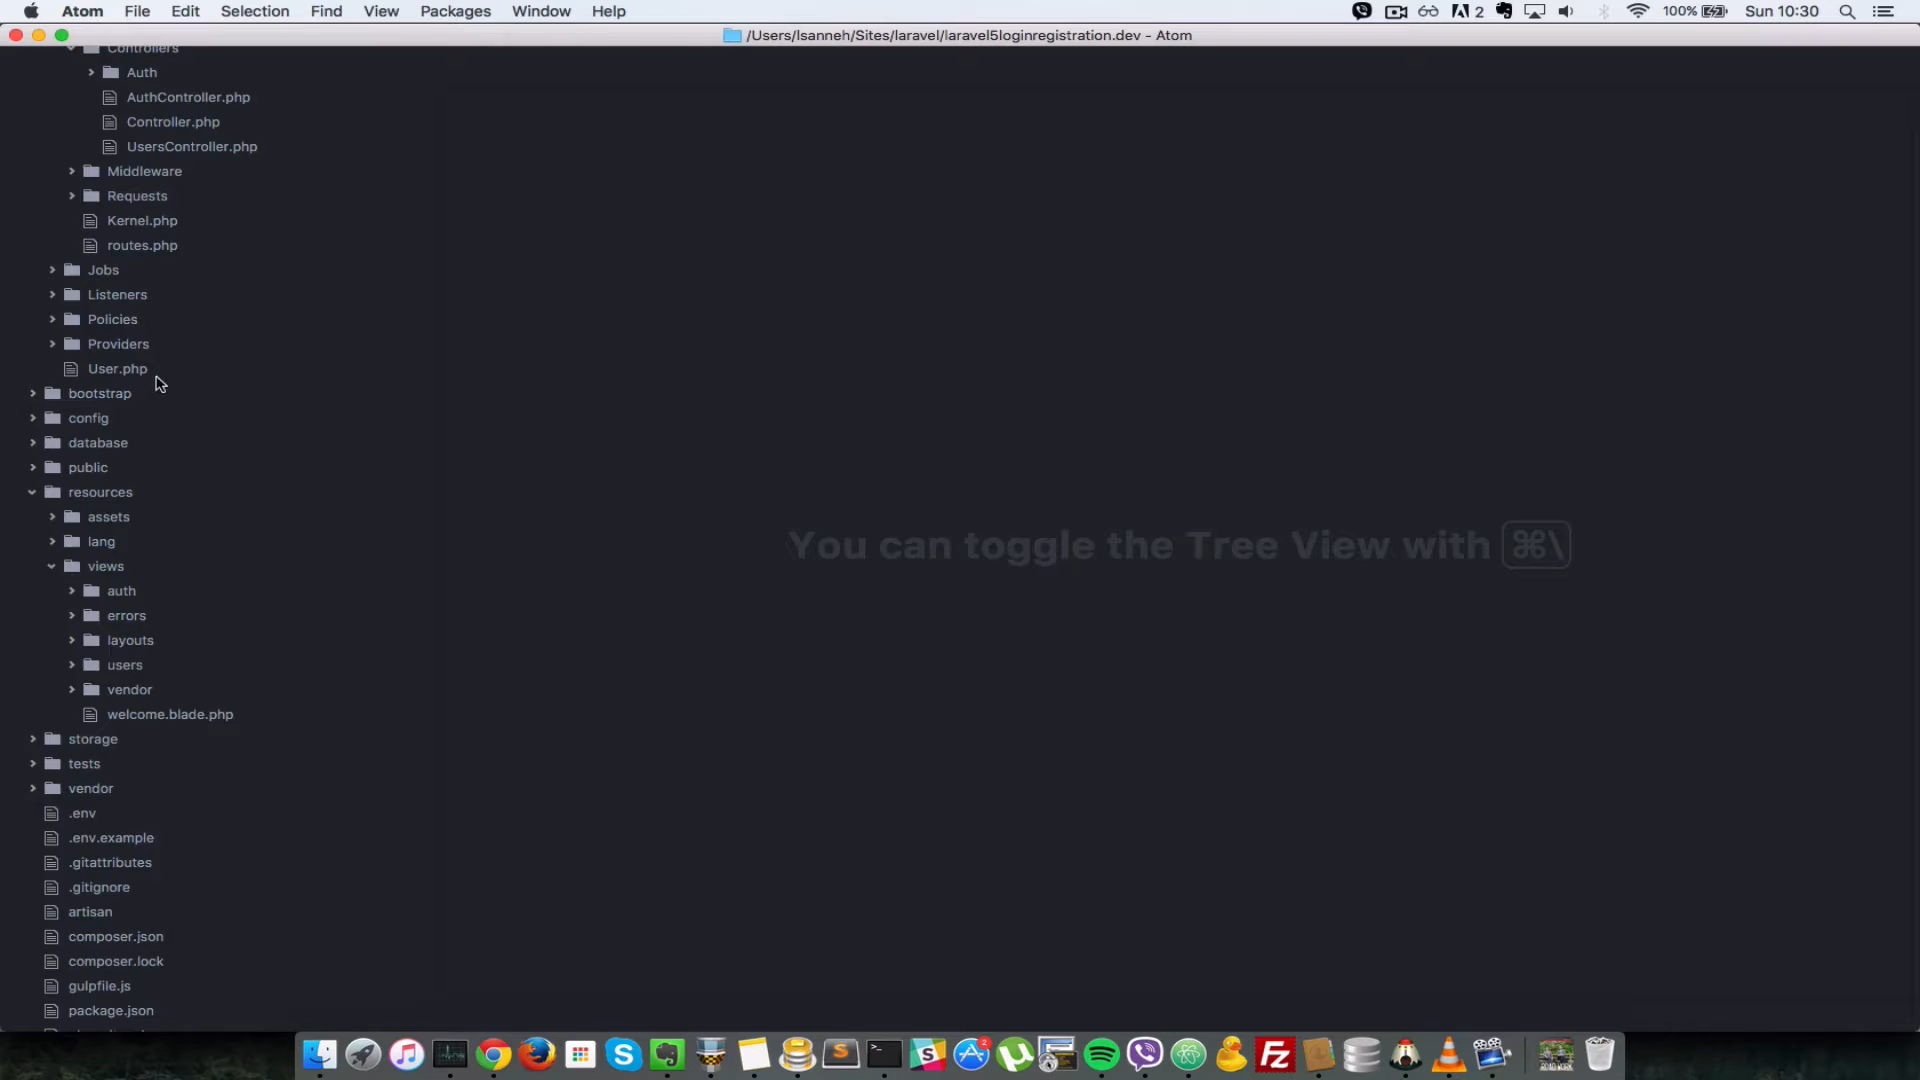 Atom File Edit Selection Find View Packages Window Help 2 100% Sun 10:30
/Users/lsanneh/Sites/laravel/laravel5loginregistration.dev - Atom
Controllers
Auth
AuthController.php
Controller.php
UsersController.php
Middleware
Requests
Kernel.php
routes.php
Jobs
Listeners
Policies
Providers
User.php
bootstrap
config
database
public
resources
assets
lang
views
auth
errors
layouts
users
vendor
welcome.blade.php
storage
tests
vendor
.env
.env.example
.gitattributes
.gitignore
artisan
composer.json
composer.lock
gulpfile.js
package.json
You can toggle the Tree View with ⌘\